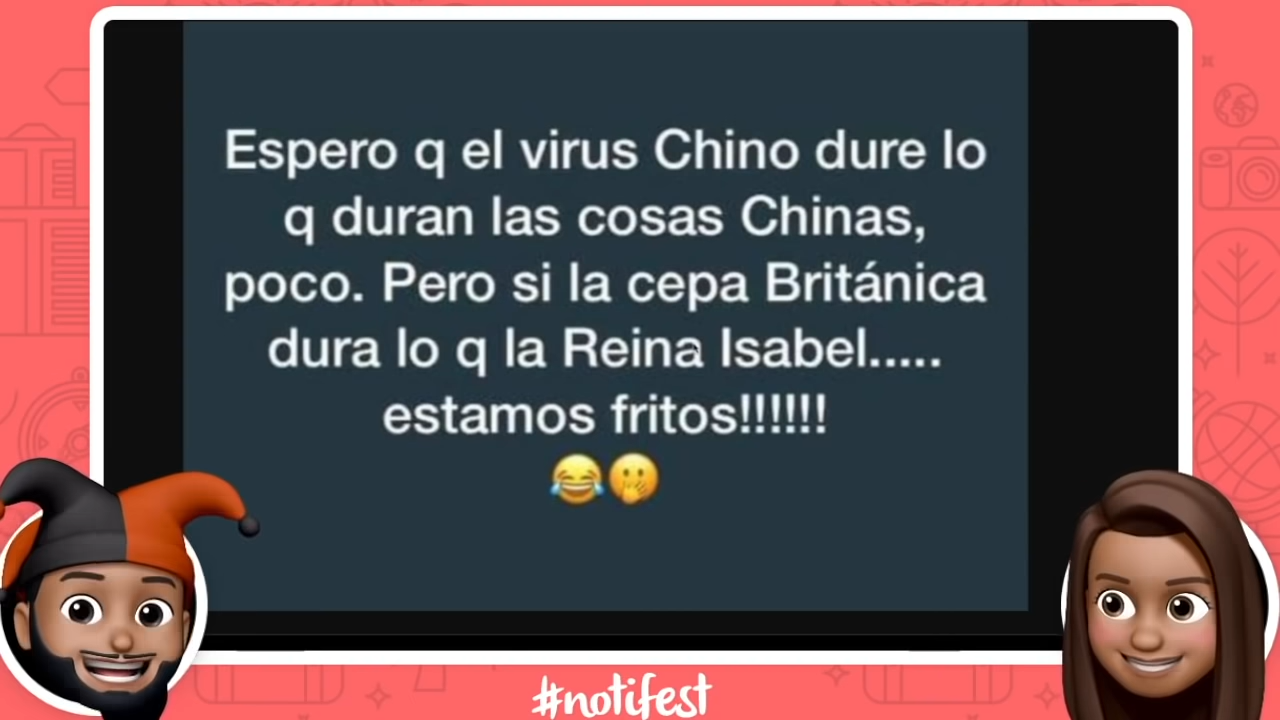 Espero q el virus Chino dure lo
q duran las cosas Chinas,
poco. Pero si la cepa Británica
dura lo q la Reina Isabel.....
estamos fritos!!!!!!
😂🤭
#notifest